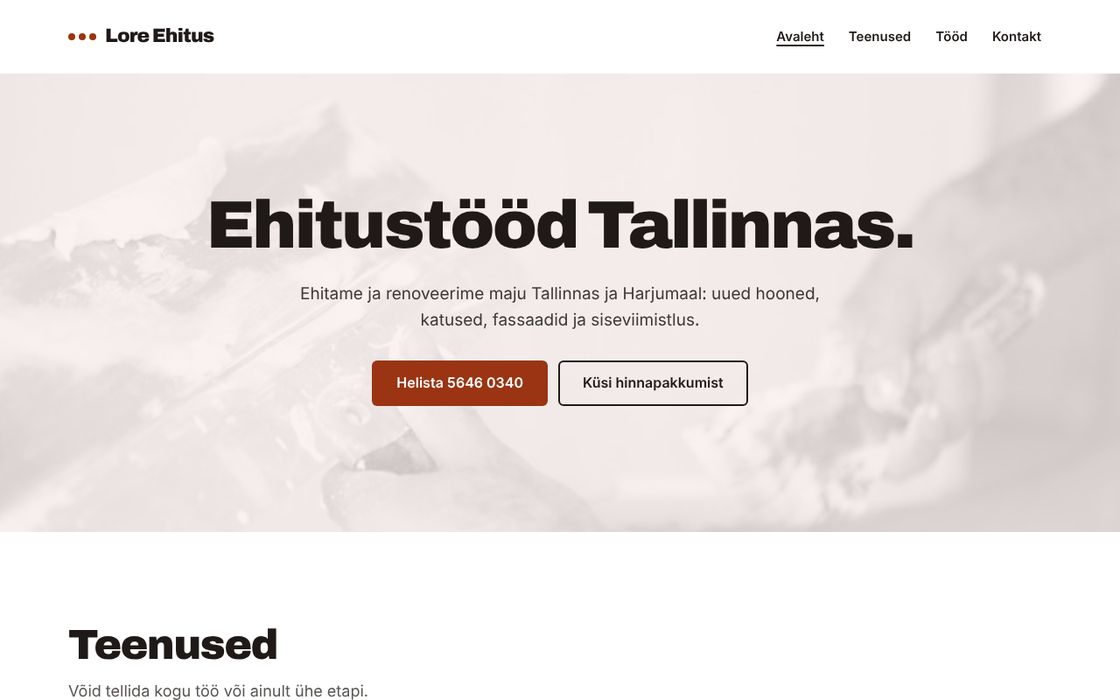 Lore Ehitus
Avaleht Teenused Tööd Kontakt
Ehitustööd Tallinnas.
Ehitame ja renoveerime maju Tallinnas ja Harjumaal: uued hooned,
katused, fassaadid ja siseviimistlus.
Helista 5646 0340 Küsi hinnapakkumist
Teenused
Võid tellida kogu töö või ainult ühe etapi.